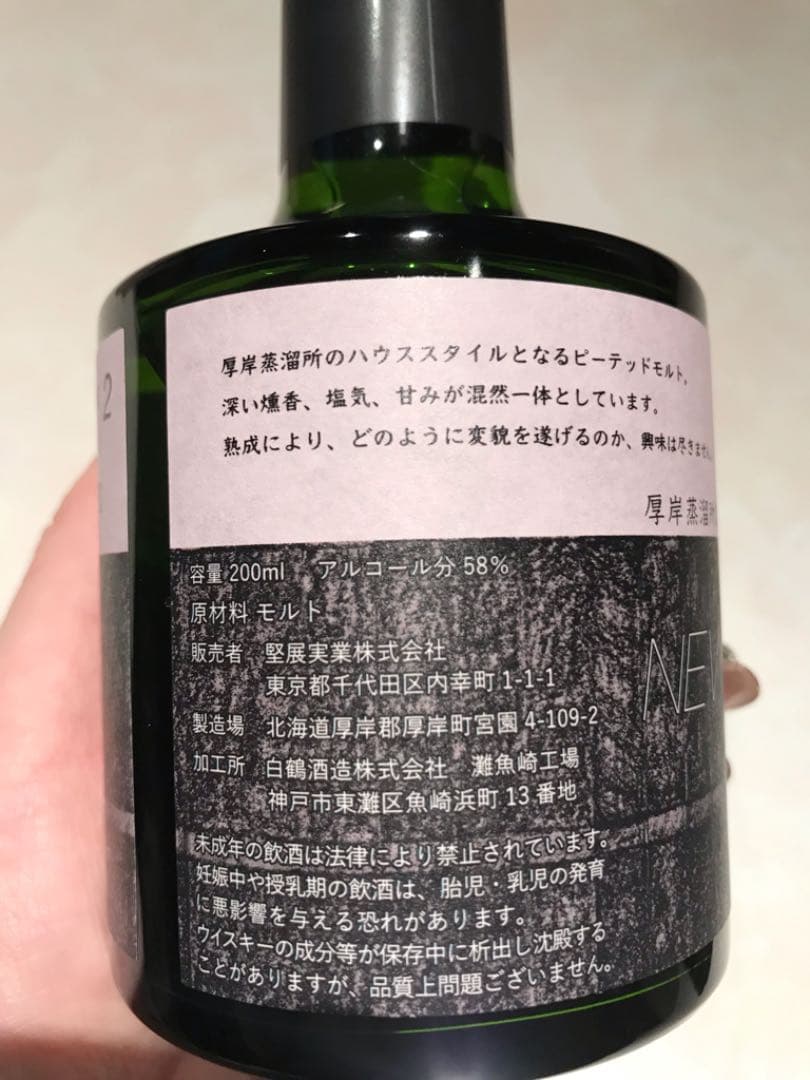 厚岸蒸溜所のハウススタイルとなるピーテッドモルト。
深い燻香、塩気、甘みが混然一体としています。
熟成により、どのように変貌を遂げるのか、興味は尽きませ
厚岸蒸溜
容量 200ml アルコール分 58%
原材料 モルト
販売者 堅展実業株式会社
東京都千代田区内幸町 1-1-1
製造場 北海道厚岸郡厚岸町宮園 4-109-2
加工所 白鶴酒造株式会社 灘魚崎工場
神戸市東灘区魚崎浜町 13 番地
未成年の飲酒は法律により禁止されています。
妊娠中や授乳期の飲酒は、胎児・乳児の発育
に悪影響を与える恐れがあります。
ウイスキーの成分等が保存中に析出し沈殿する
ことがありますが、品質上問題ございません。
2
NE